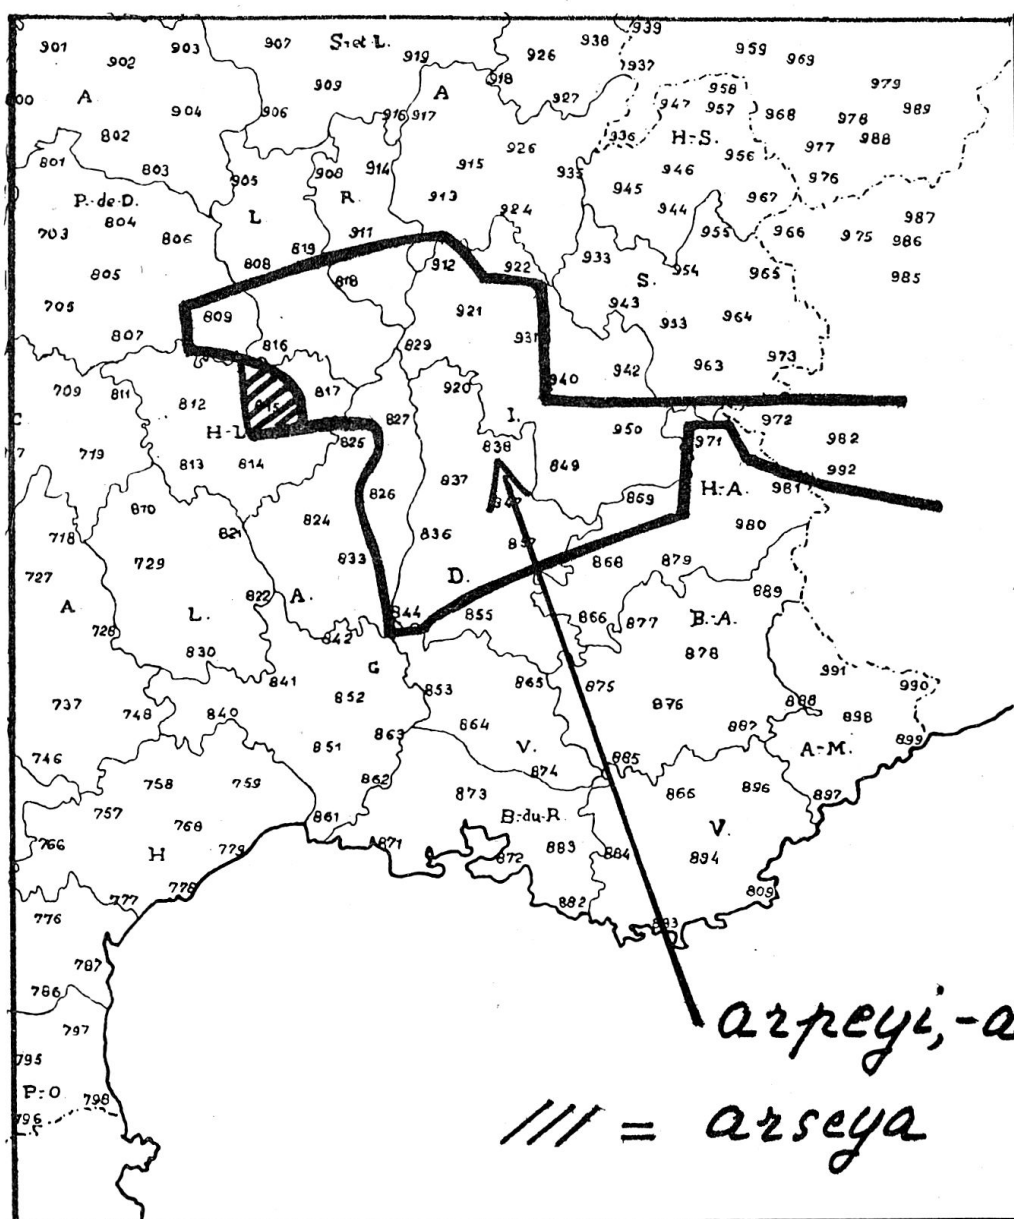 939
938
901 903 907 S-et-L. 919 926 959 969
902 937
918
909 958 979
800 A. A 927 947 957 989
904 906 916 917 968 978
802 936 H.-S. 988
801 803 908 914 915 926 956 977
905 935 946 976
P.-de-D. L R. 913 945 967
804 924 944 987
703 806 911 955 966 975 986
819 933
808 912 922 954 965 985
805 818 S.
705 809 921 943 964
807 931 953
816 829 973
709 811 817 920 940 942 963
812 827 I. 972
H-L 815 950 971 982
825 838
719 813 814 849 992
837 981
826 869 H.-A.
870 847
824 980
718 821 836 857
729 833 868 879
727 D.
A. 822 A. 889
L. 844 855 866 B.-A.
728 842 877
830 G 878
841 865 991
853 875 990
737 852 876 888
748 840 864 887 898
851 863 V. A-M. 899
746 862 874 885
758 759 873 866 896 897
757 861 B-du-R.
766 768 V.
H 779 871 872 883 884 894
778 809
776 777 882
893
787
786
797
795
P-O 798
796
arpeyi,-a
/// = arseya